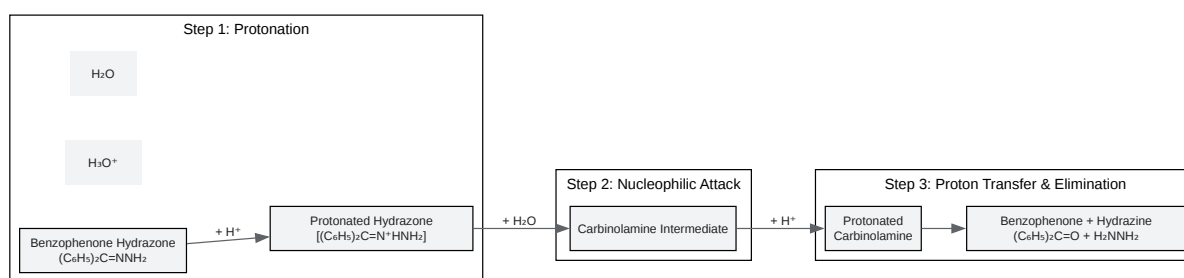 Step 1: Protonation
H₂O
H₃O⁺
Benzophenone Hydrazone
(C₆H₅)₂C=NNH₂
+ H⁺
Protonated Hydrazone
[(C₆H₅)₂C=N⁺HNH₂]
+ H₂O
Step 2: Nucleophilic Attack
Carbinolamine Intermediate
+ H⁺
Step 3: Proton Transfer & Elimination
Protonated
Carbinolamine
Benzophenone + Hydrazine
(C₆H₅)₂C=O + H₂NNH₂